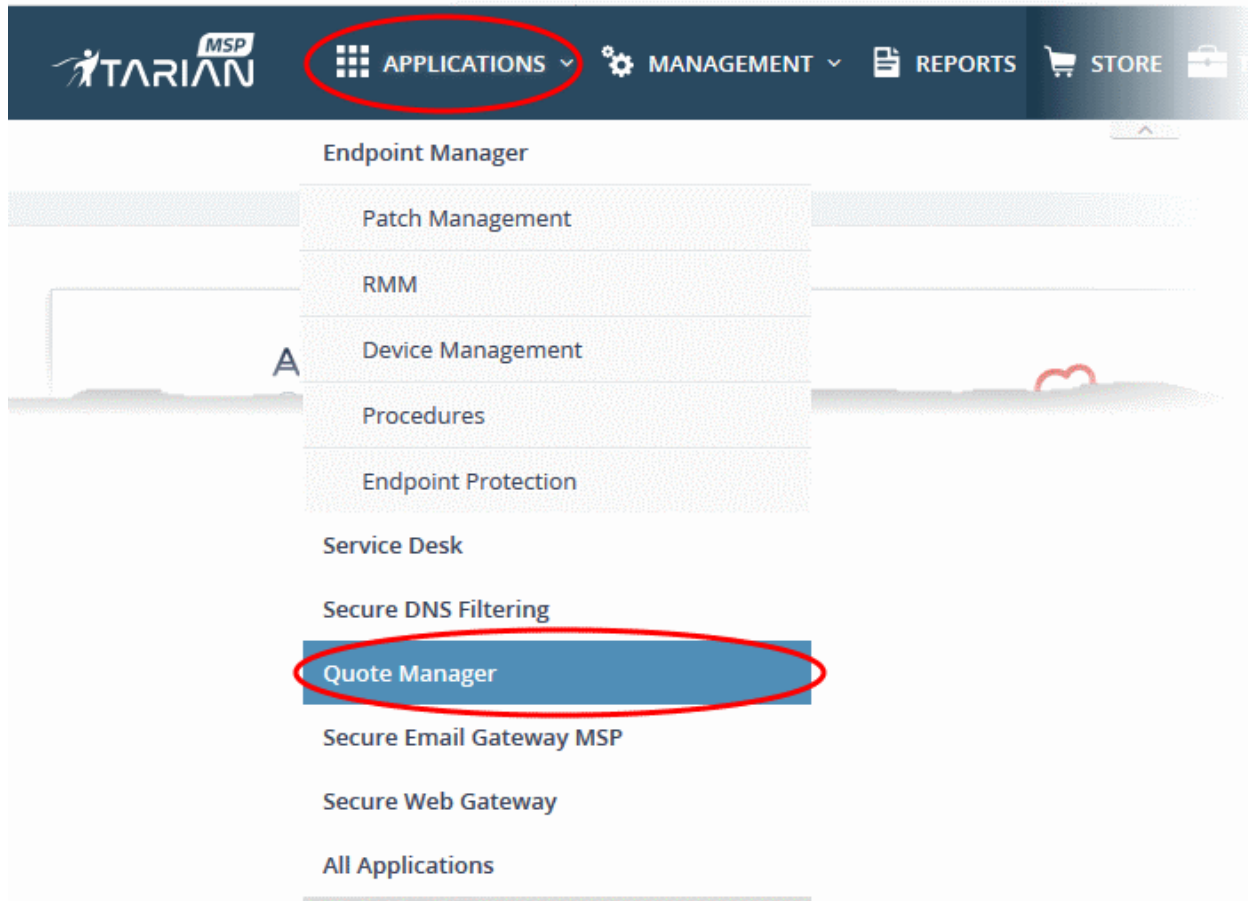 MSP
ITARIAN
APPLICATIONS
MANAGEMENT
REPORTS
STORE
Endpoint Manager
Patch Management
RMM
Device Management
Procedures
Endpoint Protection
Service Desk
Secure DNS Filtering
Quote Manager
Secure Email Gateway MSP
Secure Web Gateway
All Applications